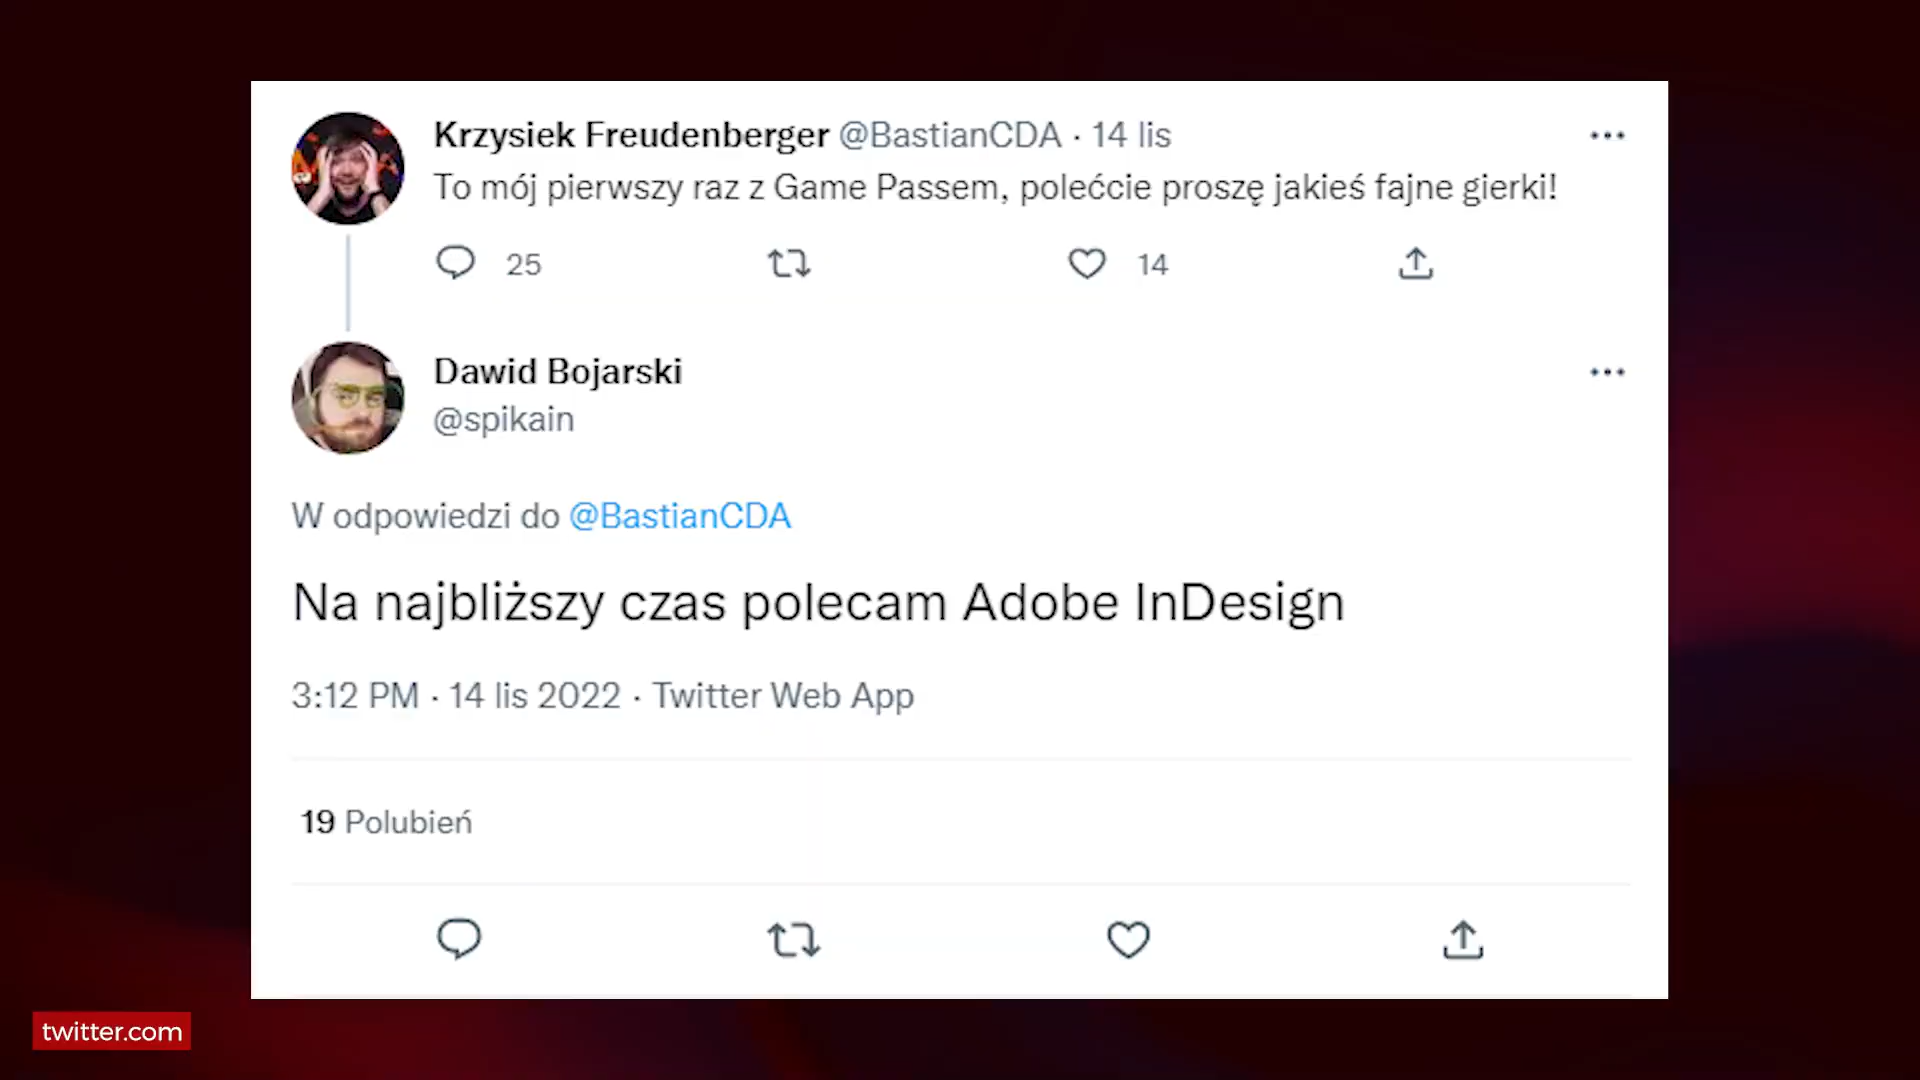 Krzysiek Freudenberger @BastianCDA · 14 lis
To mój pierwszy raz z Game Passem, polećcie proszę jakieś fajne gierki!
25 14
Dawid Bojarski
@spikain
W odpowiedzi do @BastianCDA
Na najbliższy czas polecam Adobe InDesign
3:12 PM · 14 lis 2022 · Twitter Web App
19 Polubień
twitter.com